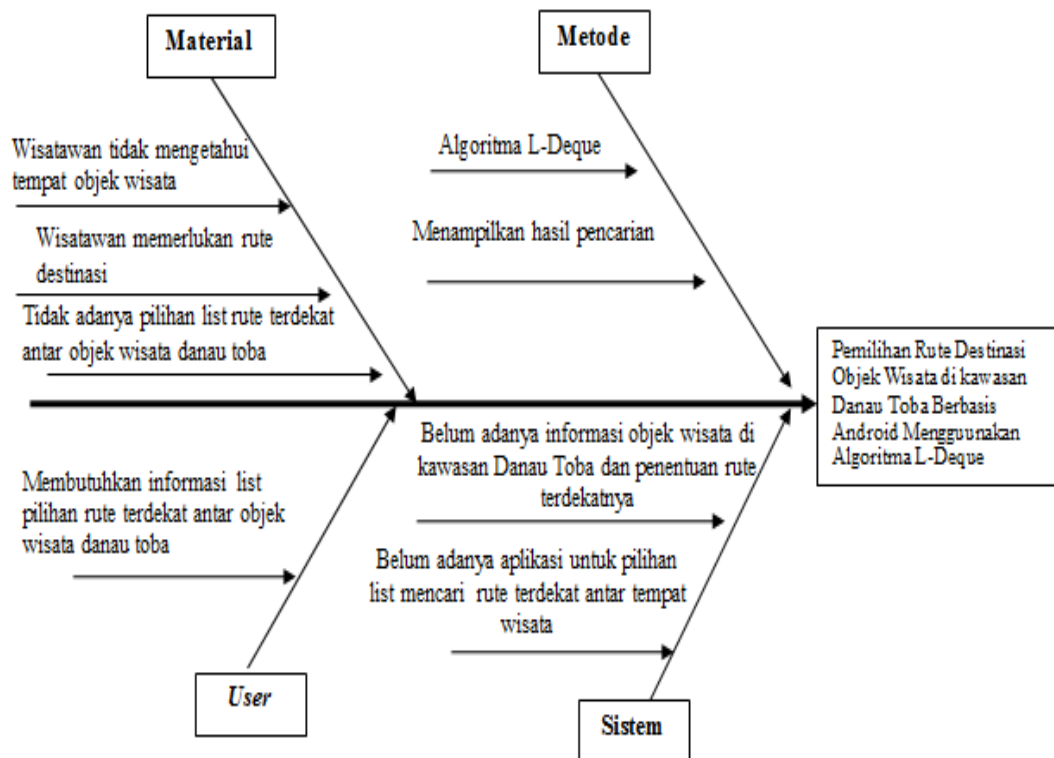 Material
Metode
Wisatawan tidak mengetahui
tempat objek wisata
Wisatawan memerlukan rute
destinasi
Tidak adanya pilihan list rute terdekat
antar objek wisata danau toba
Algoritma L-Deque
Menampilkan hasil pencarian
Pemilihan Rute Destinasi
Objek Wisata di kawasan
Danau Toba Berbasis
Android Mengguunakan
Algoritma L-Deque
Membutuhkan informasi list
pilihan rute terdekat antar objek
wisata danau toba
Belum adanya informasi objek wisata di
kawasan Danau Toba dan penentuan rute
terdekatnya
Belum adanya aplikasi untuk pilihan
list mencari rute terdekat antar tempat
wisata
User
Sistem